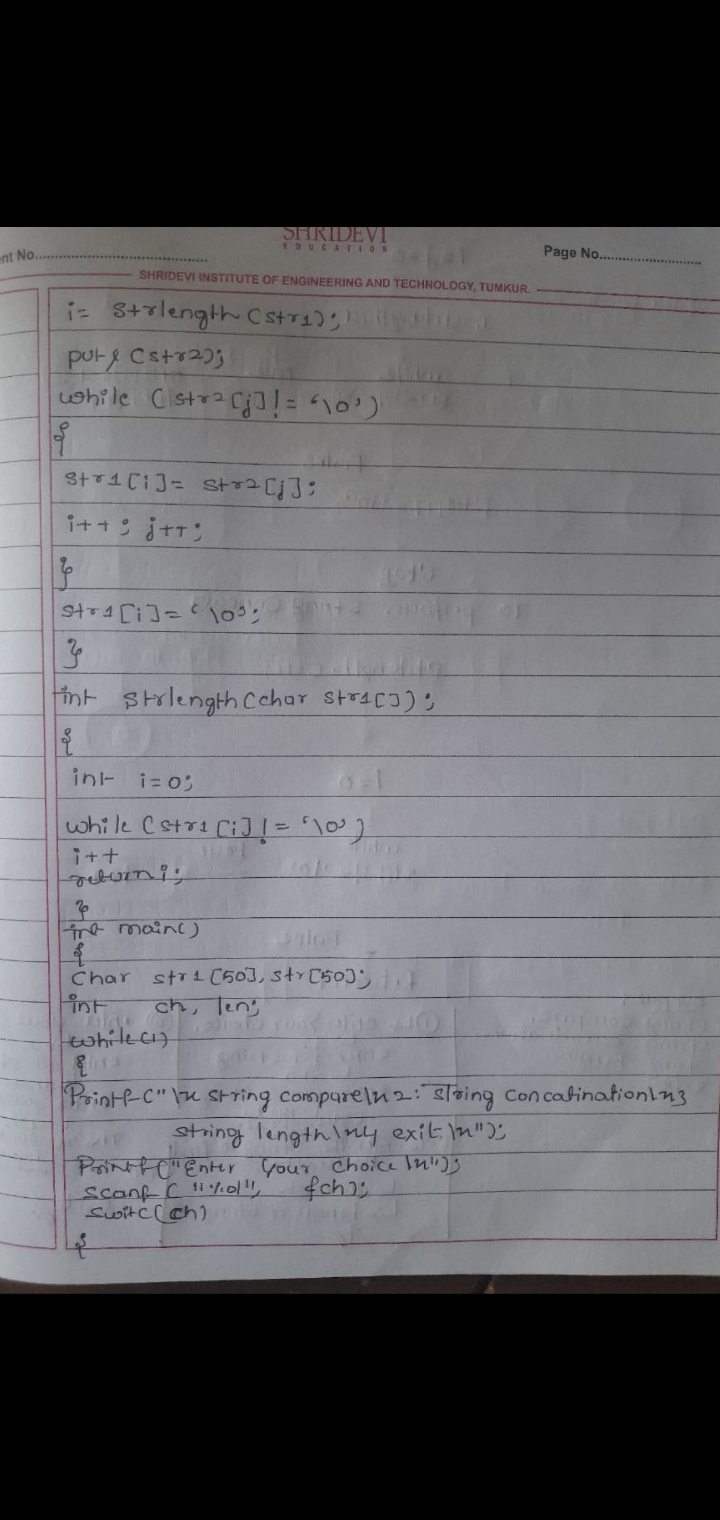 SHRIDEVI
EDUCATION
nt No.
Page No.
SHRIDEVI INSTITUTE OF ENGINEERING AND TECHNOLOGY, TUMKUR.
i= strlength (str1);
puts (str2);
while (str2[j]!= '\0')
{
str1[i]= str2[j];
i++; j++;
}
str1[i]='\0';
}
int strlength(char str1[]);
{
int i=0;
while (str1[i]!='\0')
i++
return i;
}
int main()
{
Char str1[50], str[50];
int ch, len;
while(1)
{
Printf("\n string compare\n 2: string concatination\n3
string length\n4 exit \n");
Printf("Enter your choice \n");
scanf ("%d", &ch);
switc(ch)
{